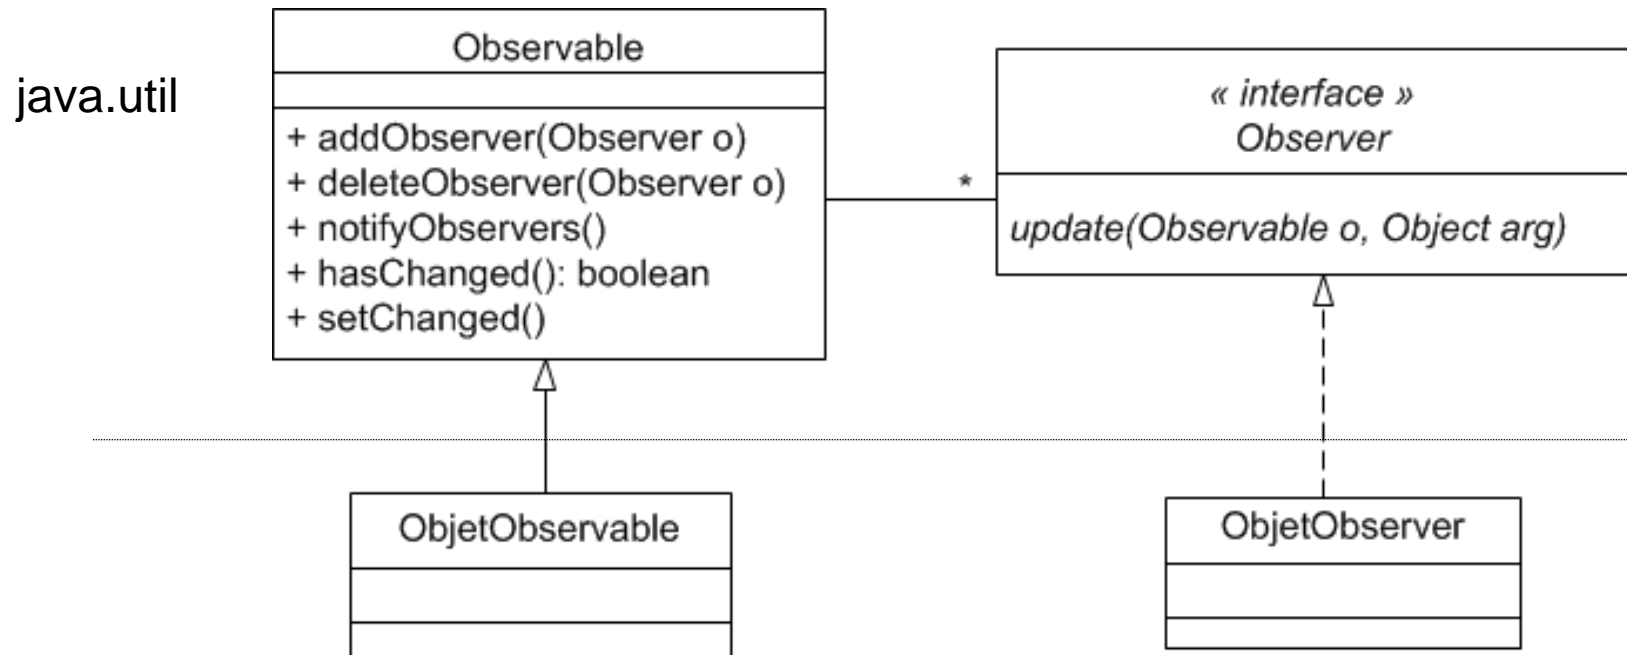 java.util
Observable
+ addObserver(Observer o)
+ deleteObserver(Observer o)
+ notifyObservers()
+ hasChanged(): boolean
+ setChanged()
*
« interface »
Observer
update(Observable o, Object arg)
ObjetObservable
ObjetObserver